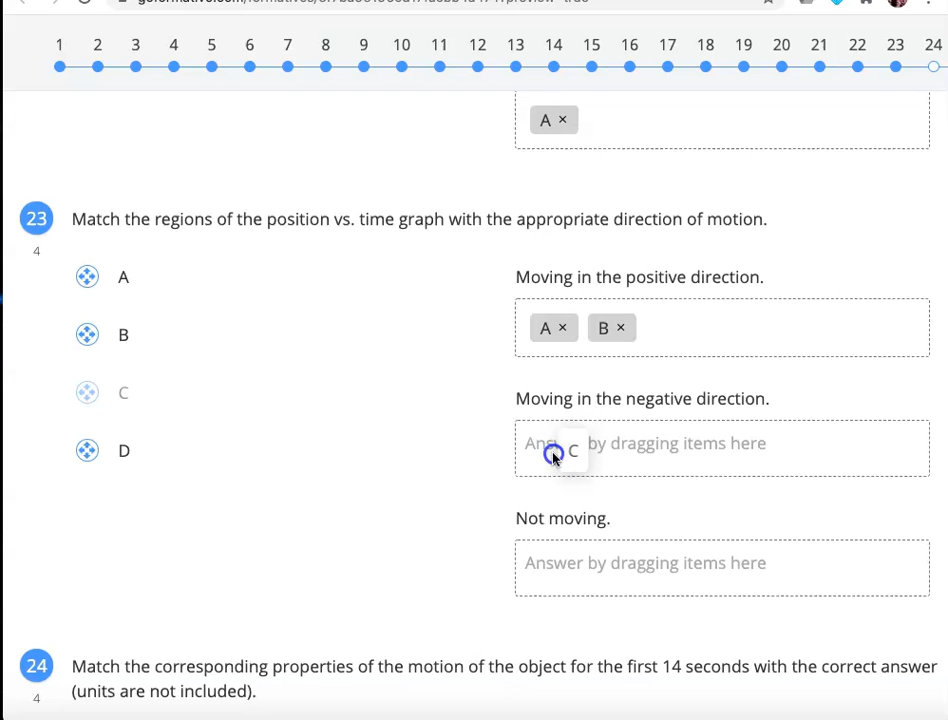 1 2 3 4 5 6 7 8 9 10 11 12 13 14 15 16 17 18 19 20 21 22 23 24
A ×
23 Match the regions of the position vs. time graph with the appropriate direction of motion.
4
A
B
C
D
Moving in the positive direction.
A × B ×
Moving in the negative direction.
by dragging items here
C
Not moving.
Answer by dragging items here
24 Match the corresponding properties of the motion of the object for the first 14 seconds with the correct answer
(units are not included).
4